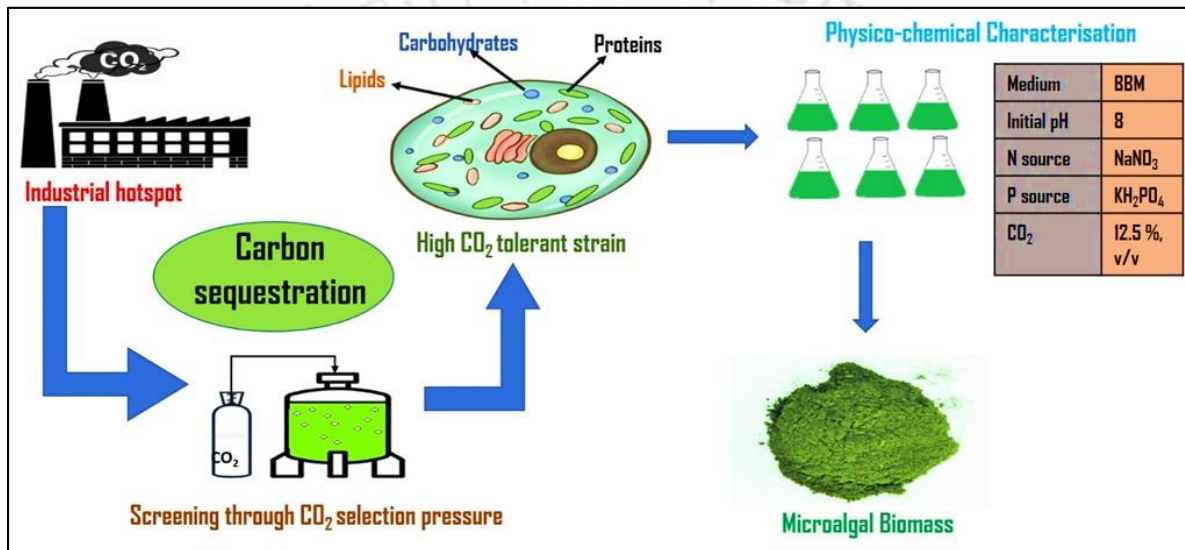 CO₂
Industrial hotspot
Carbon
sequestration
CO₂
Screening through CO₂ selection pressure
Carbohydrates
Proteins
Lipids
High CO₂ tolerant strain
Physico-chemical Characterisation
Medium BBM
Initial pH 8
N source NaNO₃
P source KH₂PO₄
CO₂ 12.5 %,
v/v
Microalgal Biomass